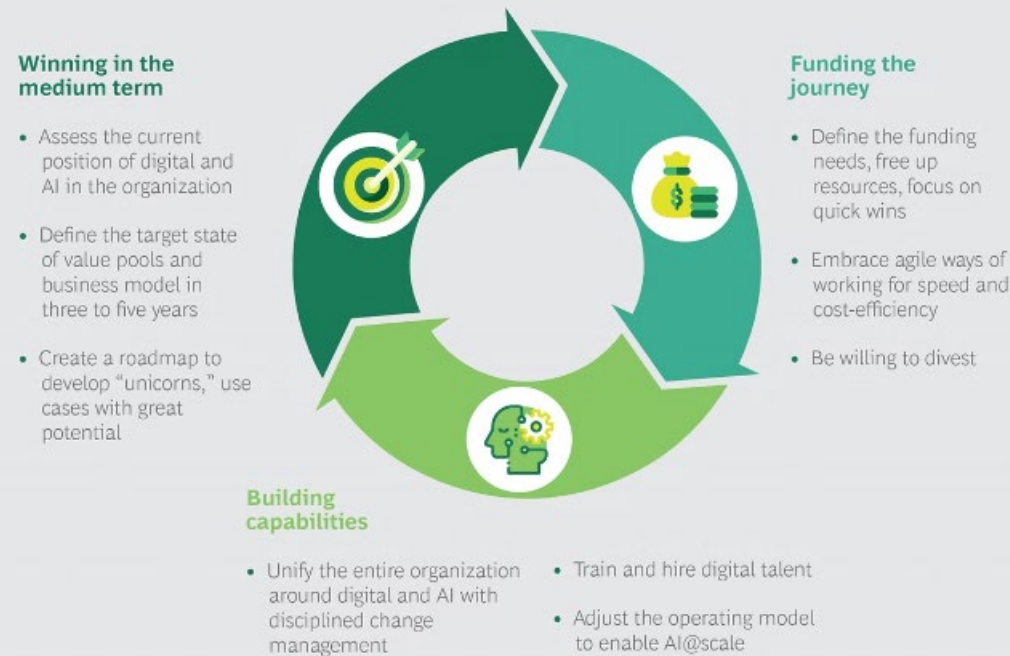 Winning in the
medium term
• Assess the current
position of digital and
AI in the organization
• Define the target state
of value pools and
business model in
three to five years
• Create a roadmap to
develop “unicorns,” use
cases with great
potential
Funding the
journey
• Define the funding
needs, free up
resources, focus on
quick wins
• Embrace agile ways of
working for speed and
cost-efficiency
• Be willing to divest
$
Building
capabilities
• Unify the entire organization
around digital and AI with
disciplined change
management
• Train and hire digital talent
• Adjust the operating model
to enable AI@scale